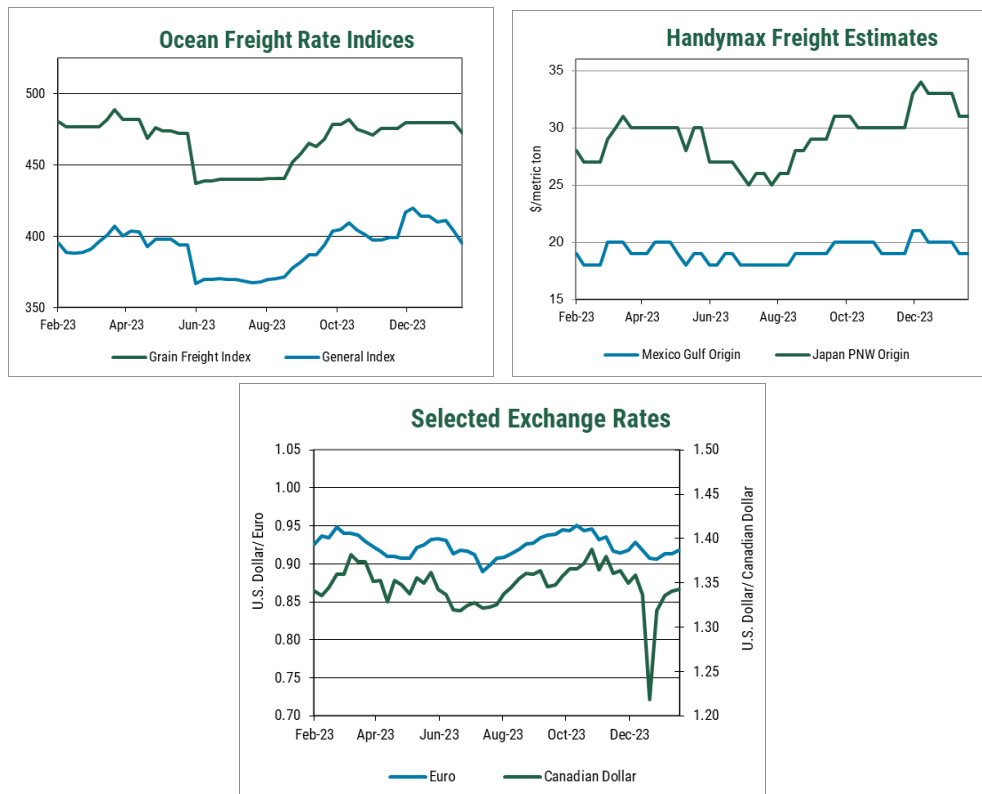 Ocean Freight Rate Indices
500
450
400
350
Feb-23 Apr-23 Jun-23 Aug-23 Oct-23 Dec-23
Grain Freight Index General Index
Handymax Freight Estimates
$/metric ton
35
30
25
20
15
Feb-23 Apr-23 Jun-23 Aug-23 Oct-23 Dec-23
Mexico Gulf Origin Japan PNW Origin
Selected Exchange Rates
U.S. Dollar/ Euro
1.05
1.00
0.95
0.90
0.85
0.80
0.75
0.70
1.50
1.45
1.40
1.35
1.30
1.25
1.20
U.S. Dollar/ Canadian Dollar
Feb-23 Apr-23 Jun-23 Aug-23 Oct-23 Dec-23
Euro Canadian Dollar